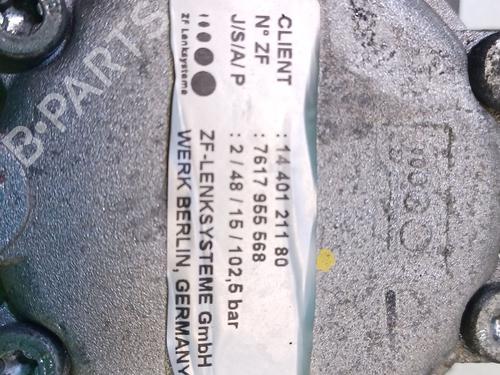 CLIENT : 14 401 211 80
N° ZF : 7617 955 568
J/S/A/P : 2 / 48 / 15 / 102,5 bar
ZF Lenksysteme
ZF-LENKSYSTEME GmbH
WERK BERLIN, GERMANY
B-PARTS